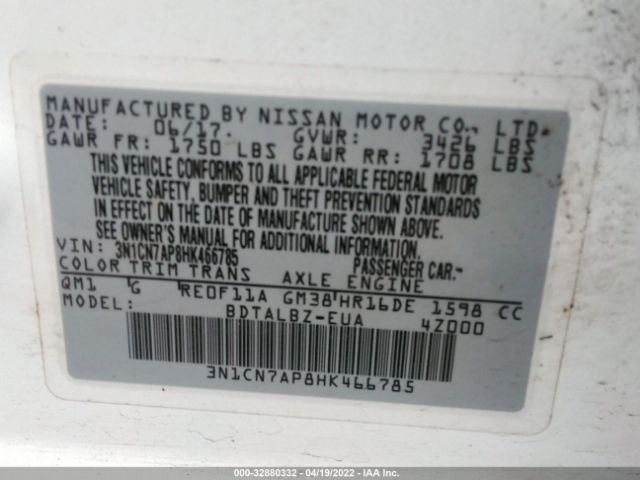 MANUFACTURED BY NISSAN MOTOR CO., LTD.
DATE: 06/17. GVWR: 3426 LBS
GAWR FR: 1750 LBS GAWR RR: 1708 LBS
THIS VEHICLE CONFORMS TO ALL APPLICABLE FEDERAL MOTOR
VEHICLE SAFETY, BUMPER AND THEFT PREVENTION STANDARDS
IN EFFECT ON THE DATE OF MANUFACTURE SHOWN ABOVE.
SEE OWNER'S MANUAL FOR ADDITIONAL INFORMATION.
VIN: 3N1CN7AP8HK466785 PASSENGER CAR.
COLOR TRIM TRANS AXLE ENGINE
QM1 G RE0F11A GM38 HR16DE 1598 CC
MODEL: BDTALBZ-EUA 4Z000
3N1CN7AP8HK466785
000-32880332 - 04/19/2022 - IAA Inc.